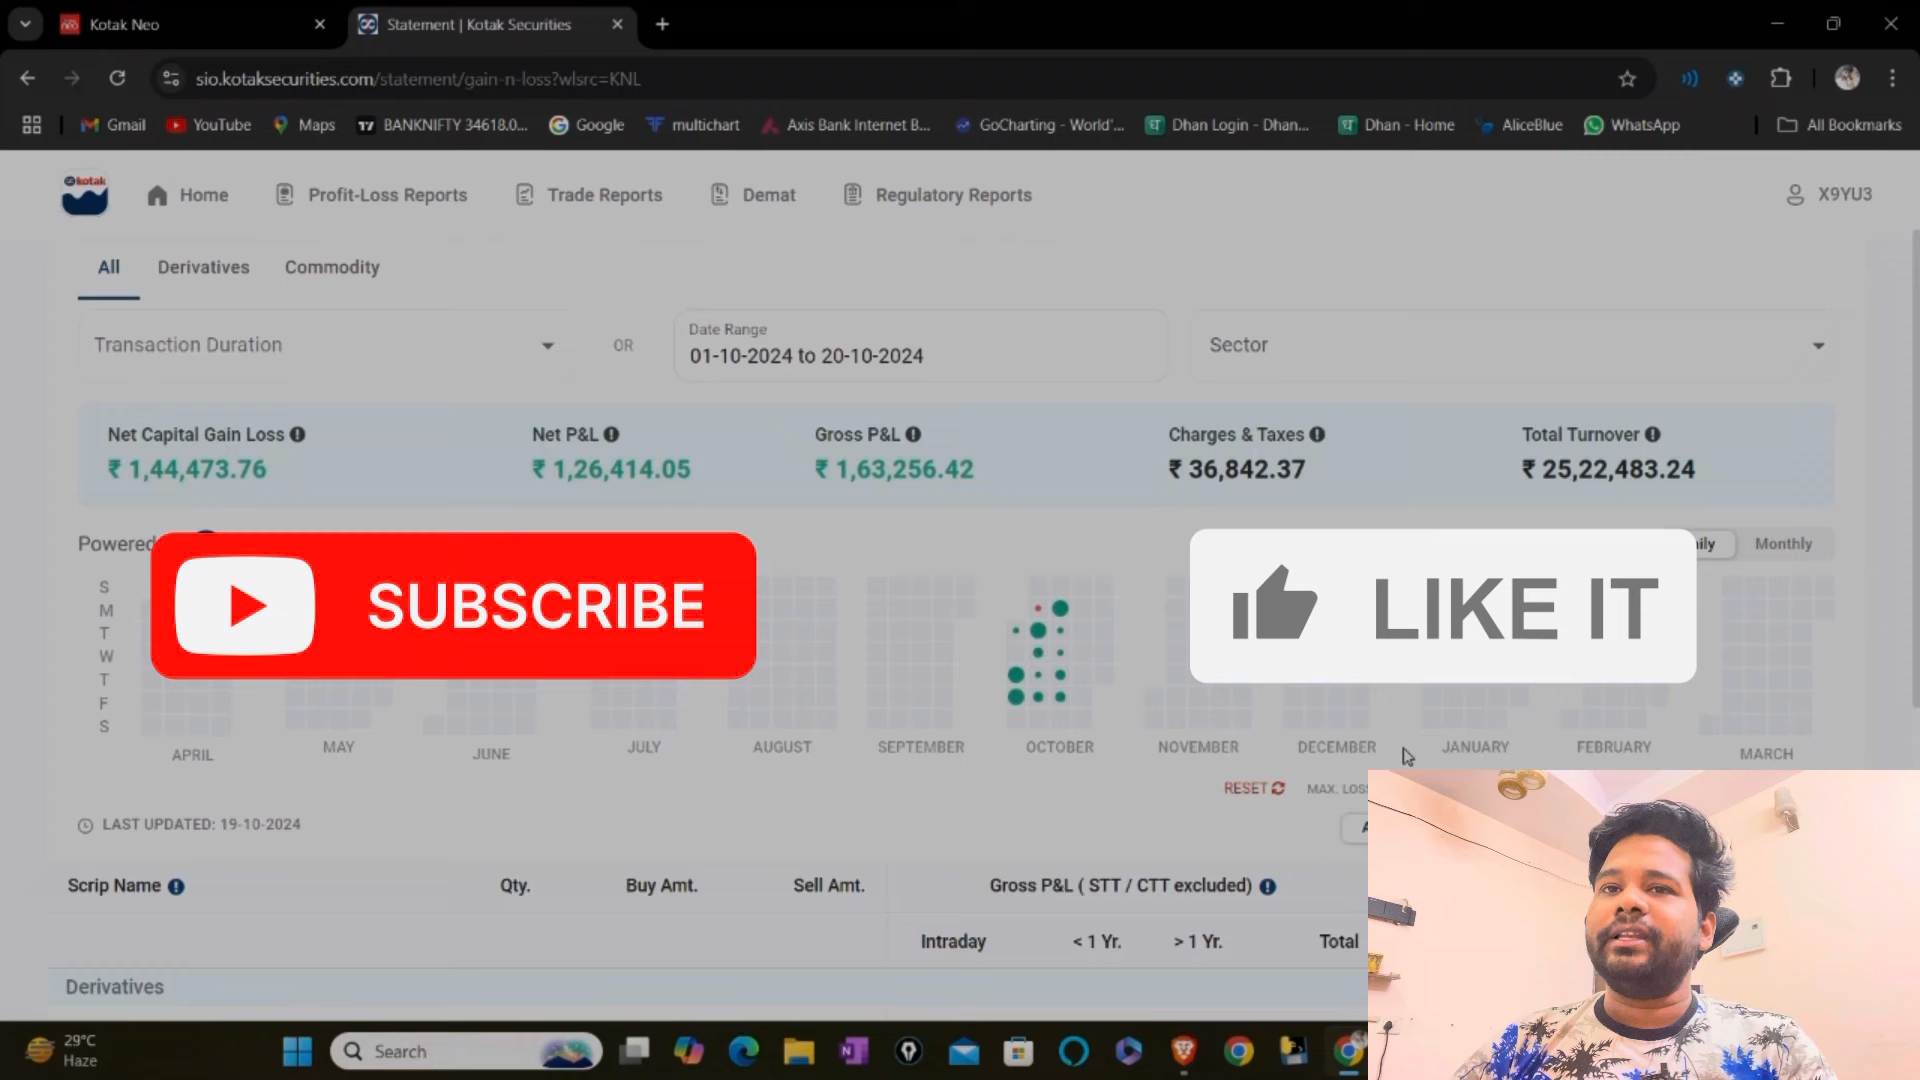 Kotak Neo
Statement | Kotak Securities
sio.kotaksecurities.com/statement/gain-n-loss?wlsrc=KNL
Gmail YouTube Maps BANKNIFTY 34618.0... Google multichart Axis Bank Internet B... GoCharting - World'... Dhan Login - Dhan... Dhan - Home AliceBlue WhatsApp All Bookmarks
kotak Home Profit-Loss Reports Trade Reports Demat Regulatory Reports X9YU3
All Derivatives Commodity
Date Range
Transaction Duration OR 01-10-2024 to 20-10-2024 Sector
Net Capital Gain Loss Net P&L Gross P&L Charges & Taxes Total Turnover
₹ 1,44,473.76 ₹ 1,26,414.05 ₹ 1,63,256.42 ₹ 36,842.37 ₹ 25,22,483.24
Powered Monthly
SUBSCRIBE
LIKE IT
S
M
T
W
T
F
S
APRIL MAY JUNE JULY AUGUST SEPTEMBER OCTOBER NOVEMBER DECEMBER JANUARY FEBRUARY MARCH
RESET MAX. LOSS
LAST UPDATED: 19-10-2024
Scrip Name Qty. Buy Amt. Sell Amt. Gross P&L ( STT / CTT excluded)
Intraday < 1 Yr. > 1 Yr. Total
Derivatives
29°C
Haze
Search